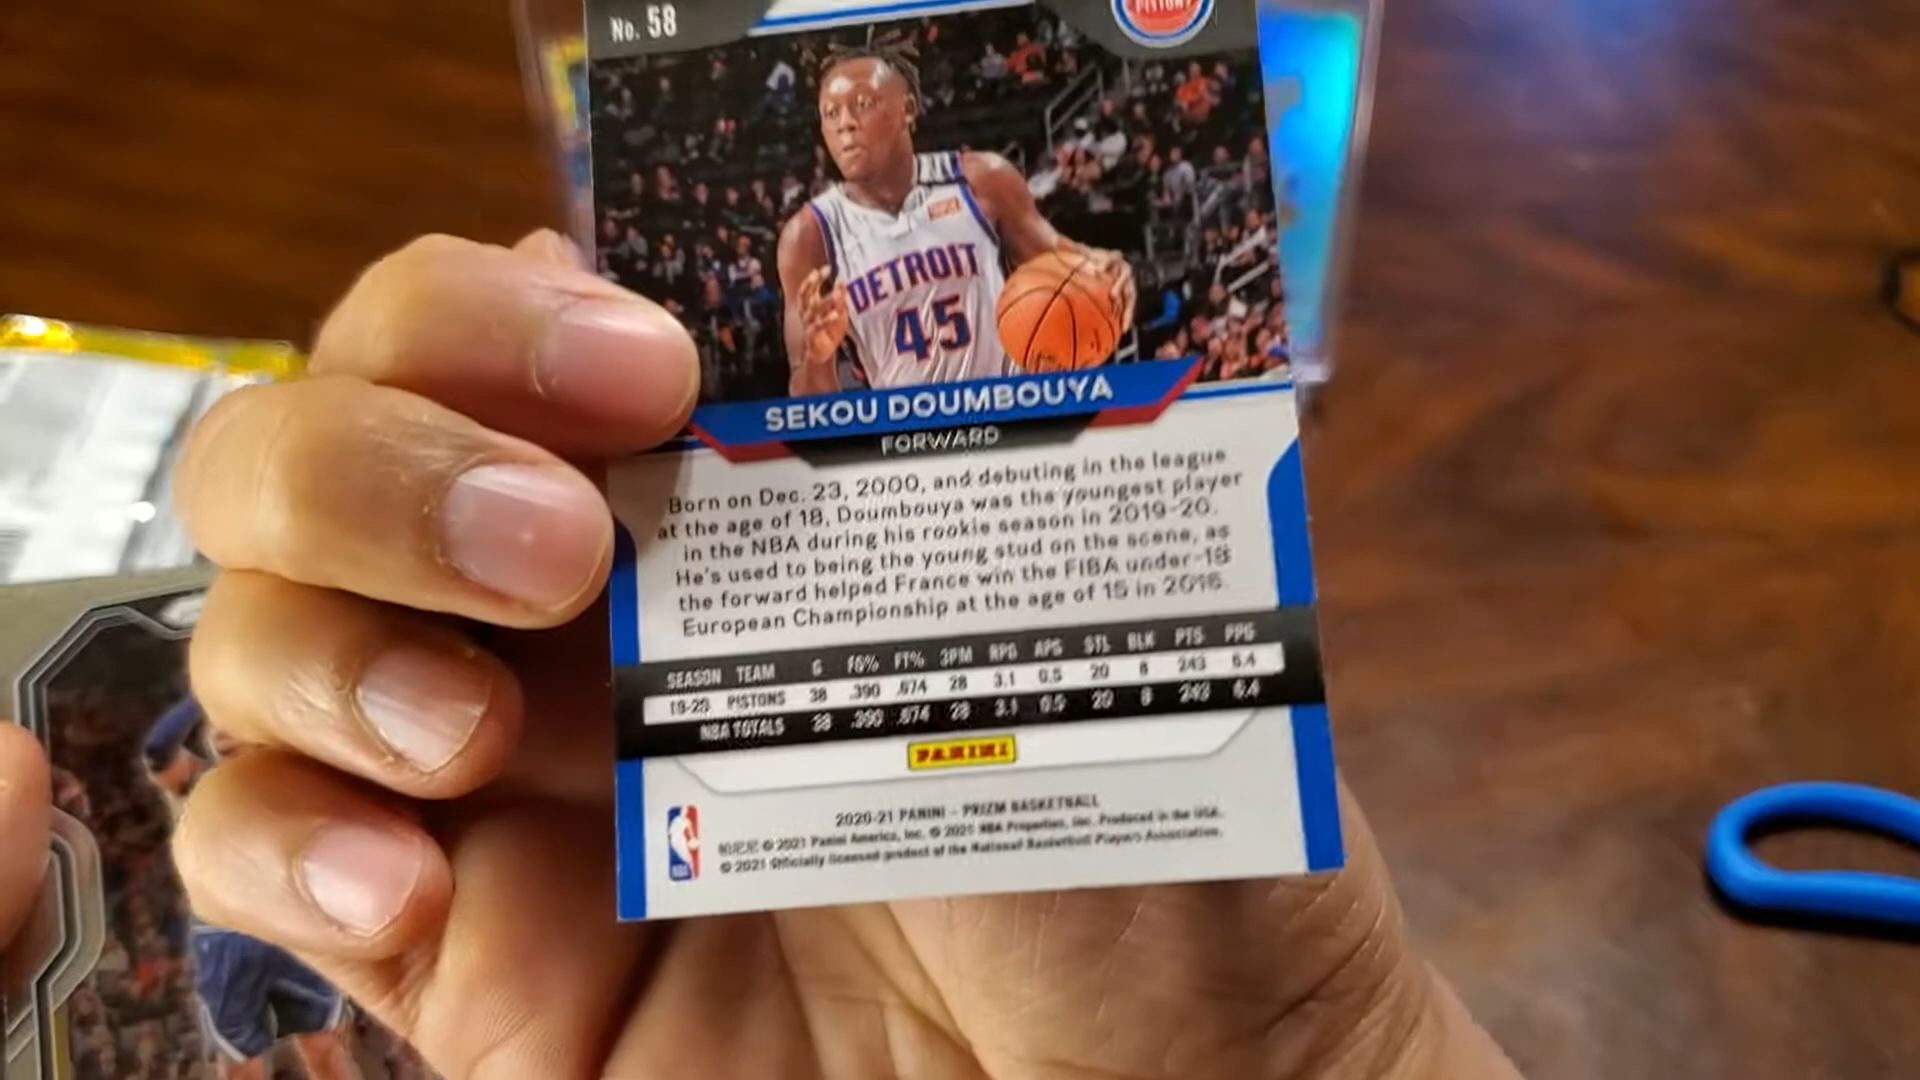 No. 58
PISTONS
DETROIT
45
SEKOU DOUMBOUYA
FORWARD
Born on Dec. 23, 2000, and debuting in the league
at the age of 18, Doumbouya was the youngest player
in the NBA during his rookie season in 2019-20.
He's used to being the young stud on the scene, as
the forward helped France win the FIBA under-18
European Championship at the age of 15 in 2016.
SEASON TEAM G FG% FT% 3PM RPG APG STL BLK PTS PPG
19-20 PISTONS 38 .390 .674 28 3.1 0.5 20 8 243 6.4
NBA TOTALS 38 .390 .674 28 3.1 0.5 20 8 243 6.4
PANINI
2020-21 PANINI – PRIZM BASKETBALL
© 2021 Panini America, Inc. © 2021 NBA Properties, Inc. Produced in the USA.
© 2021 Officially licensed product of the National Basketball Players Association.